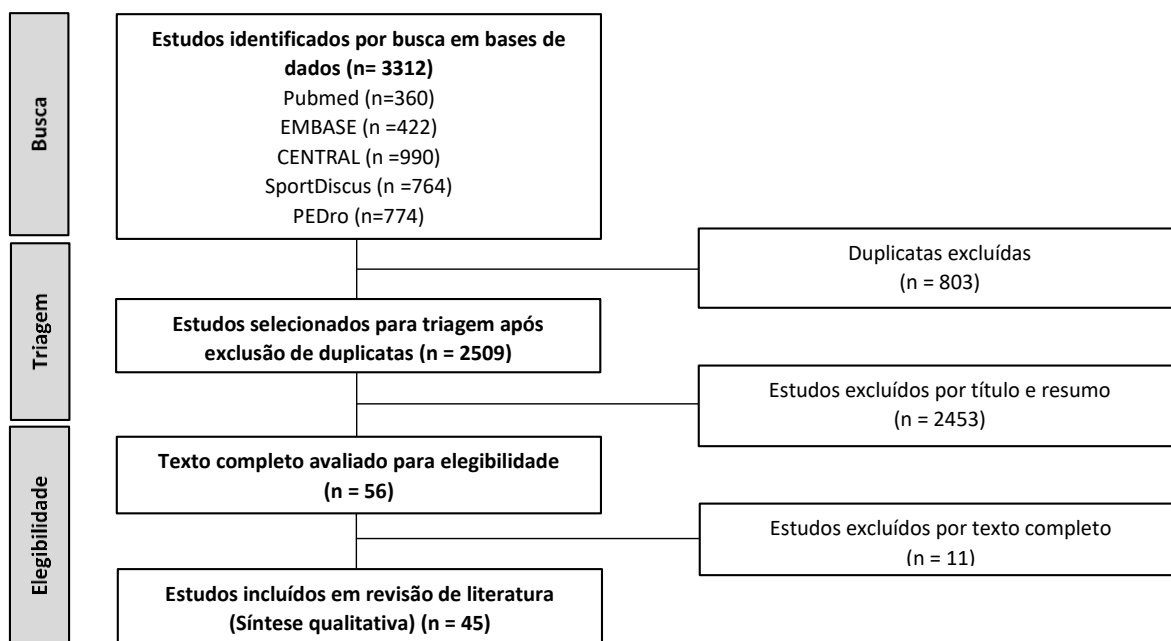 Busca
Estudos identificados por busca em bases de
dados (n= 3312)
Pubmed (n=360)
EMBASE (n =422)
CENTRAL (n =990)
SportDiscus (n =764)
PEDro (n=774)
Triagem
Duplicatas excluídas
(n = 803)
Estudos selecionados para triagem após
exclusão de duplicatas (n = 2509)
Estudos excluídos por título e resumo
(n = 2453)
Elegibilidade
Texto completo avaliado para elegibilidade
(n = 56)
Estudos excluídos por texto completo
(n = 11)
Estudos incluídos em revisão de literatura
(Síntese qualitativa) (n = 45)